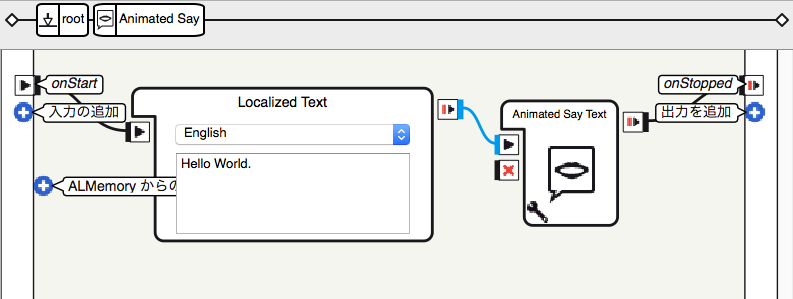 root
Animated Say
onStart
入力の追加
ALMemory からの
Localized Text
English
Hello World.
Animated Say Text
onStopped
出力を追加